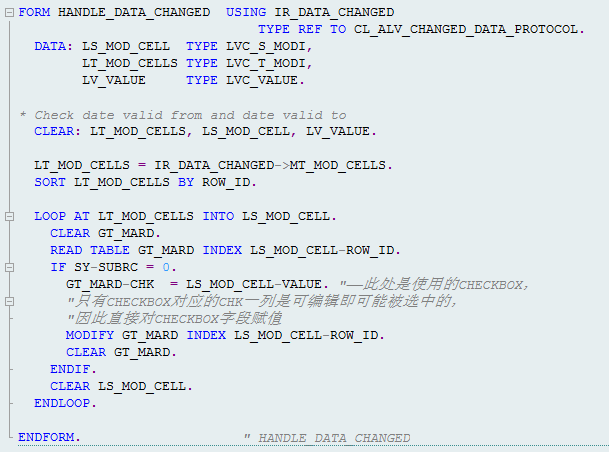 FORM HANDLE_DATA_CHANGED  USING IR_DATA_CHANGED
                                TYPE REF TO CL_ALV_CHANGED_DATA_PROTOCOL.
  DATA: LS_MOD_CELL  TYPE LVC_S_MODI,
        LT_MOD_CELLS TYPE LVC_T_MODI,
        LV_VALUE     TYPE LVC_VALUE.
* Check date valid from and date valid to
  CLEAR: LT_MOD_CELLS, LS_MOD_CELL, LV_VALUE.
  LT_MOD_CELLS = IR_DATA_CHANGED->MT_MOD_CELLS.
  SORT LT_MOD_CELLS BY ROW_ID.
  LOOP AT LT_MOD_CELLS INTO LS_MOD_CELL.
    CLEAR GT_MARD.
    READ TABLE GT_MARD INDEX LS_MOD_CELL-ROW_ID.
    IF SY-SUBRC = 0.
      GT_MARD-CHK  = LS_MOD_CELL-VALUE. "——此处是使用的CHECKBOX，
      "只有CHECKBOX对应的CHK一列是可编辑即可能被选中的，
      "因此直接对CHECKBOX字段赋值
      MODIFY GT_MARD INDEX LS_MOD_CELL-ROW_ID.
      CLEAR GT_MARD.
    ENDIF.
    CLEAR LS_MOD_CELL.
  ENDLOOP.
ENDFORM.                    " HANDLE_DATA_CHANGED